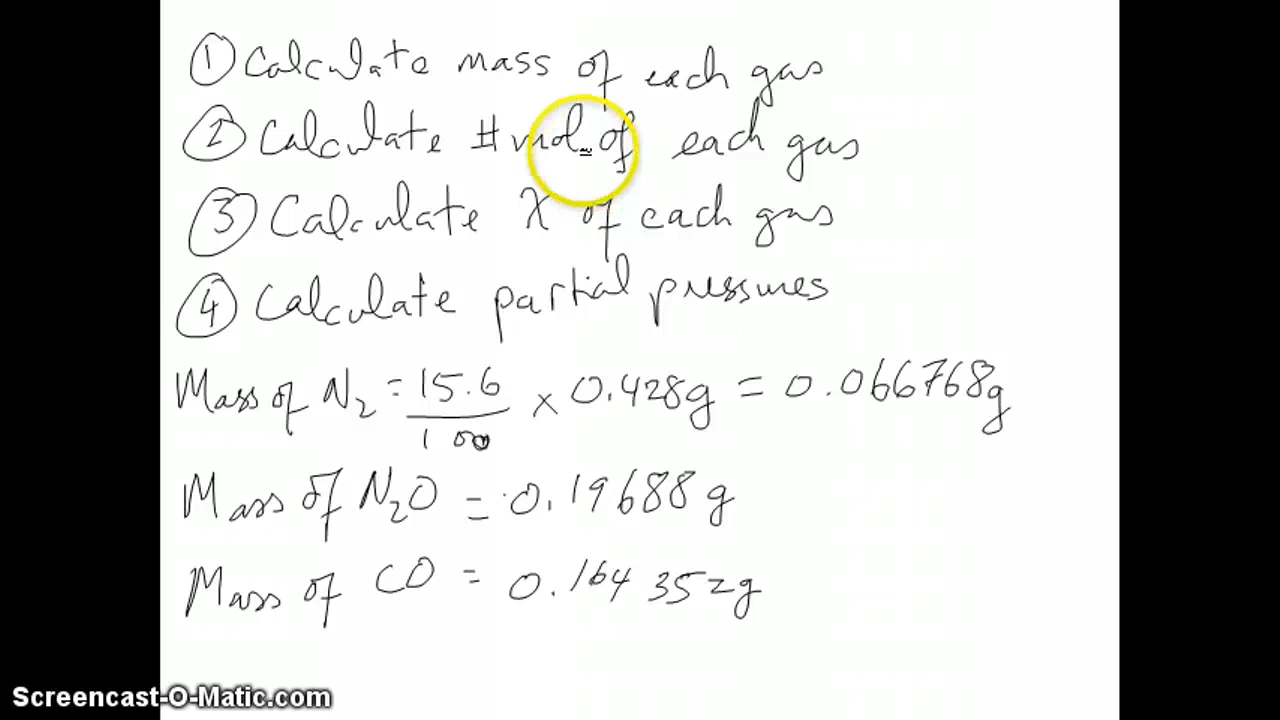 ① Calculate mass of each gas
② Calculate # mol of each gas
③ Calculate X of each gas
④ Calculate partial pressures
Mass of N₂ = 15.6/100 × 0.428g = 0.066768g
Mass of N₂O = 0.19688 g
Mass of CO = 0.164352g
Screencast-O-Matic.com